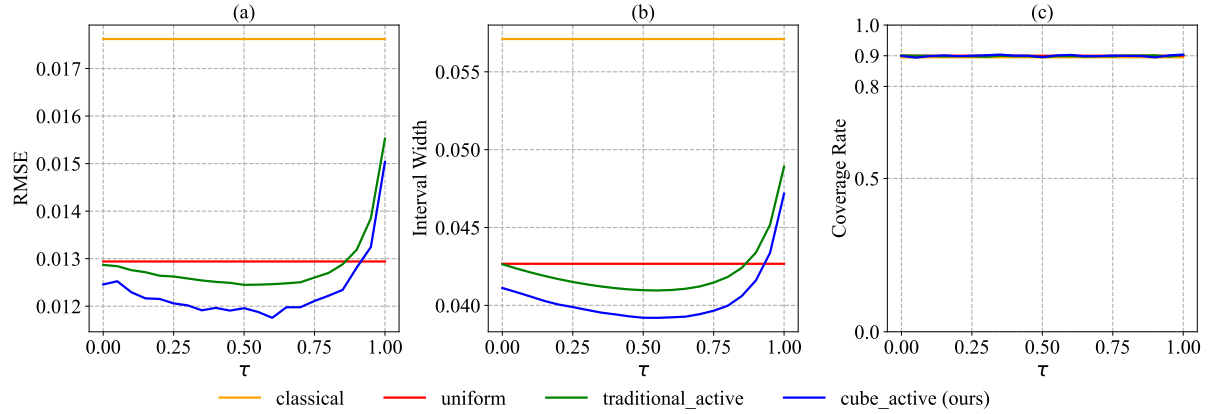 (a)
0.017
0.016
0.015
0.014
0.013
0.012
RMSE
0.00 0.25 0.50 0.75 1.00
τ
(b)
0.055
0.050
0.045
0.040
Interval Width
0.00 0.25 0.50 0.75 1.00
τ
(c)
1.0
0.9
0.8
0.5
0.0
Coverage Rate
0.00 0.25 0.50 0.75 1.00
τ
classical uniform traditional_active cube_active (ours)